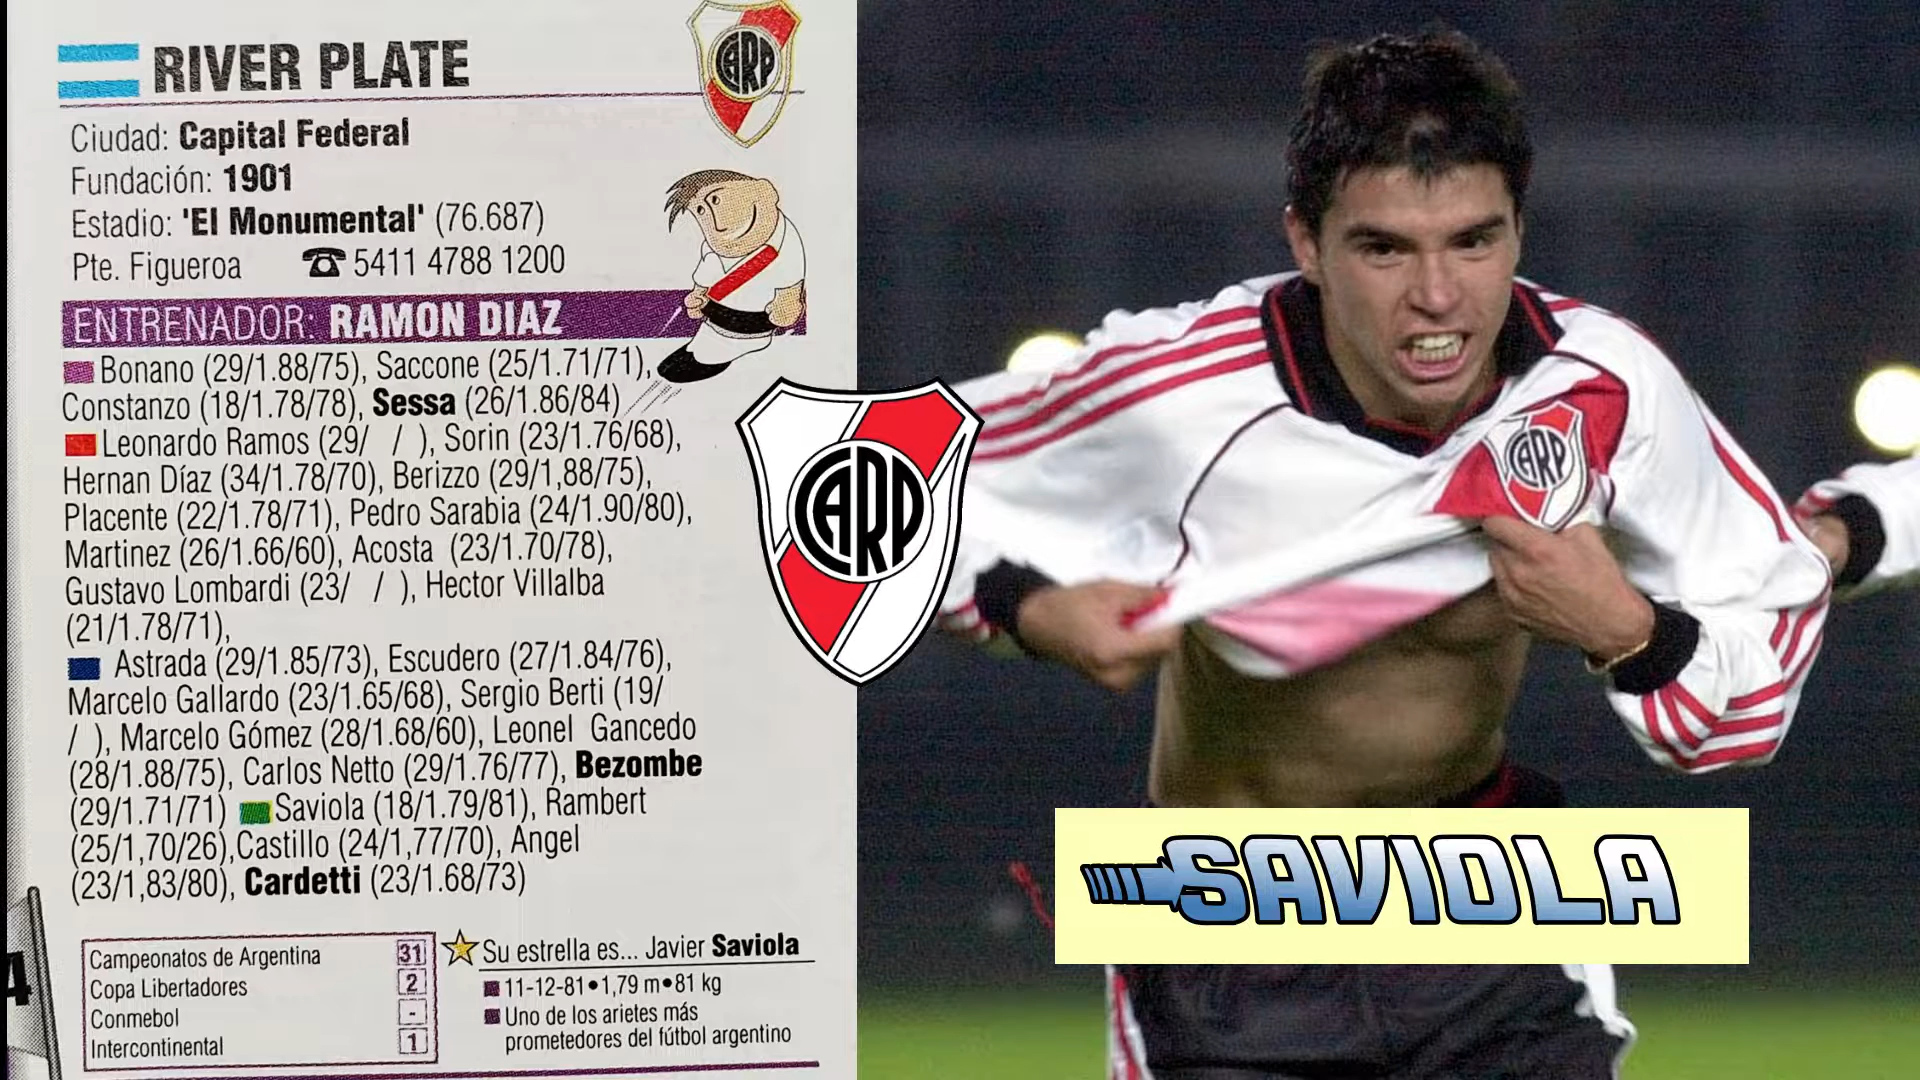 RIVER PLATE
CARP
Ciudad: Capital Federal
Fundación: 1901
Estadio: 'El Monumental' (76.687)
Pte. Figueroa ☎ 5411 4788 1200
ENTRENADOR: RAMON DIAZ
Bonano (29/1.88/75), Saccone (25/1.71/71),
Constanzo (18/1.78/78), Sessa (26/1.86/84)
Leonardo Ramos (29/ / ), Sorin (23/1.76/68),
Hernan Díaz (34/1.78/70), Berizzo (29/1,88/75),
Placente (22/1.78/71), Pedro Sarabia (24/1.90/80),
Martinez (26/1.66/60), Acosta (23/1.70/78),
Gustavo Lombardi (23/ / ), Hector Villalba
(21/1.78/71),
Astrada (29/1.85/73), Escudero (27/1.84/76),
Marcelo Gallardo (23/1.65/68), Sergio Berti (19/
/ ), Marcelo Gómez (28/1.68/60), Leonel Gancedo
(28/1.88/75), Carlos Netto (29/1.76/77), Bezombe
(29/1.71/71) Saviola (18/1.79/81), Rambert
(25/1,70/26),Castillo (24/1,77/70), Angel
(23/1,83/80), Cardetti (23/1.68/73)
Campeonatos de Argentina 31
Copa Libertadores 2
Conmebol -
Intercontinental 1
4
Su estrella es... Javier Saviola
11-12-81•1,79 m•81 kg
Uno de los arietes más
prometedores del fútbol argentino
CARP
CARP
SAVIOLA